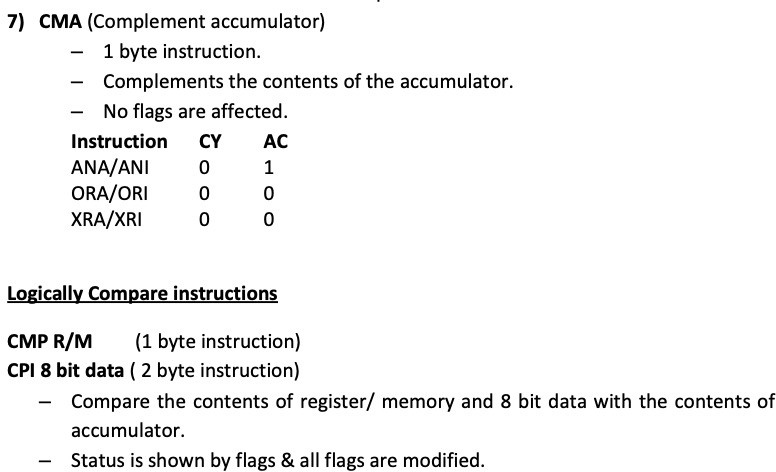 7) CMA (Complement accumulator)
– 1 byte instruction.
– Complements the contents of the accumulator.
– No flags are affected.
Instruction CY AC
ANA/ANI 0 1
ORA/ORI 0 0
XRA/XRI 0 0
Logically Compare instructions
CMP R/M (1 byte instruction)
CPI 8 bit data ( 2 byte instruction)
– Compare the contents of register/ memory and 8 bit data with the contents of
accumulator.
– Status is shown by flags & all flags are modified.